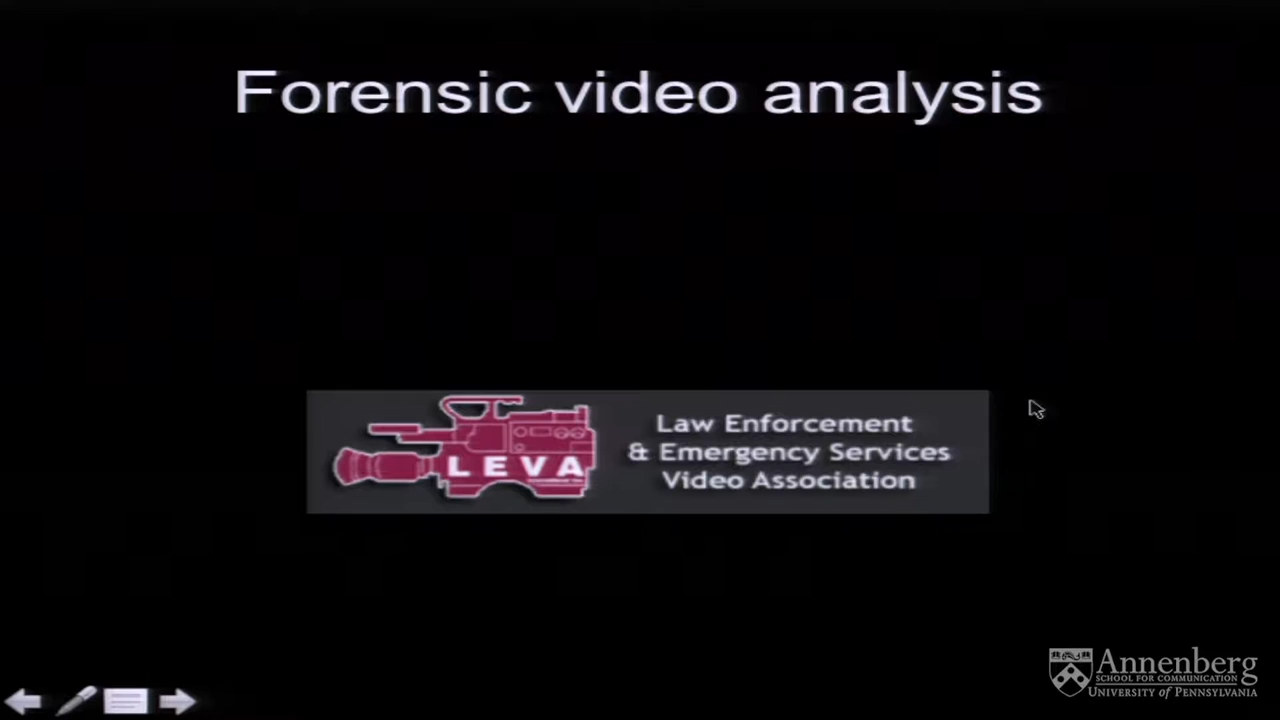 Forensic video analysis
LEVA
Law Enforcement
& Emergency Services
Video Association
Annenberg
SCHOOL FOR COMMUNICATION
UNIVERSITY OF PENNSYLVANIA